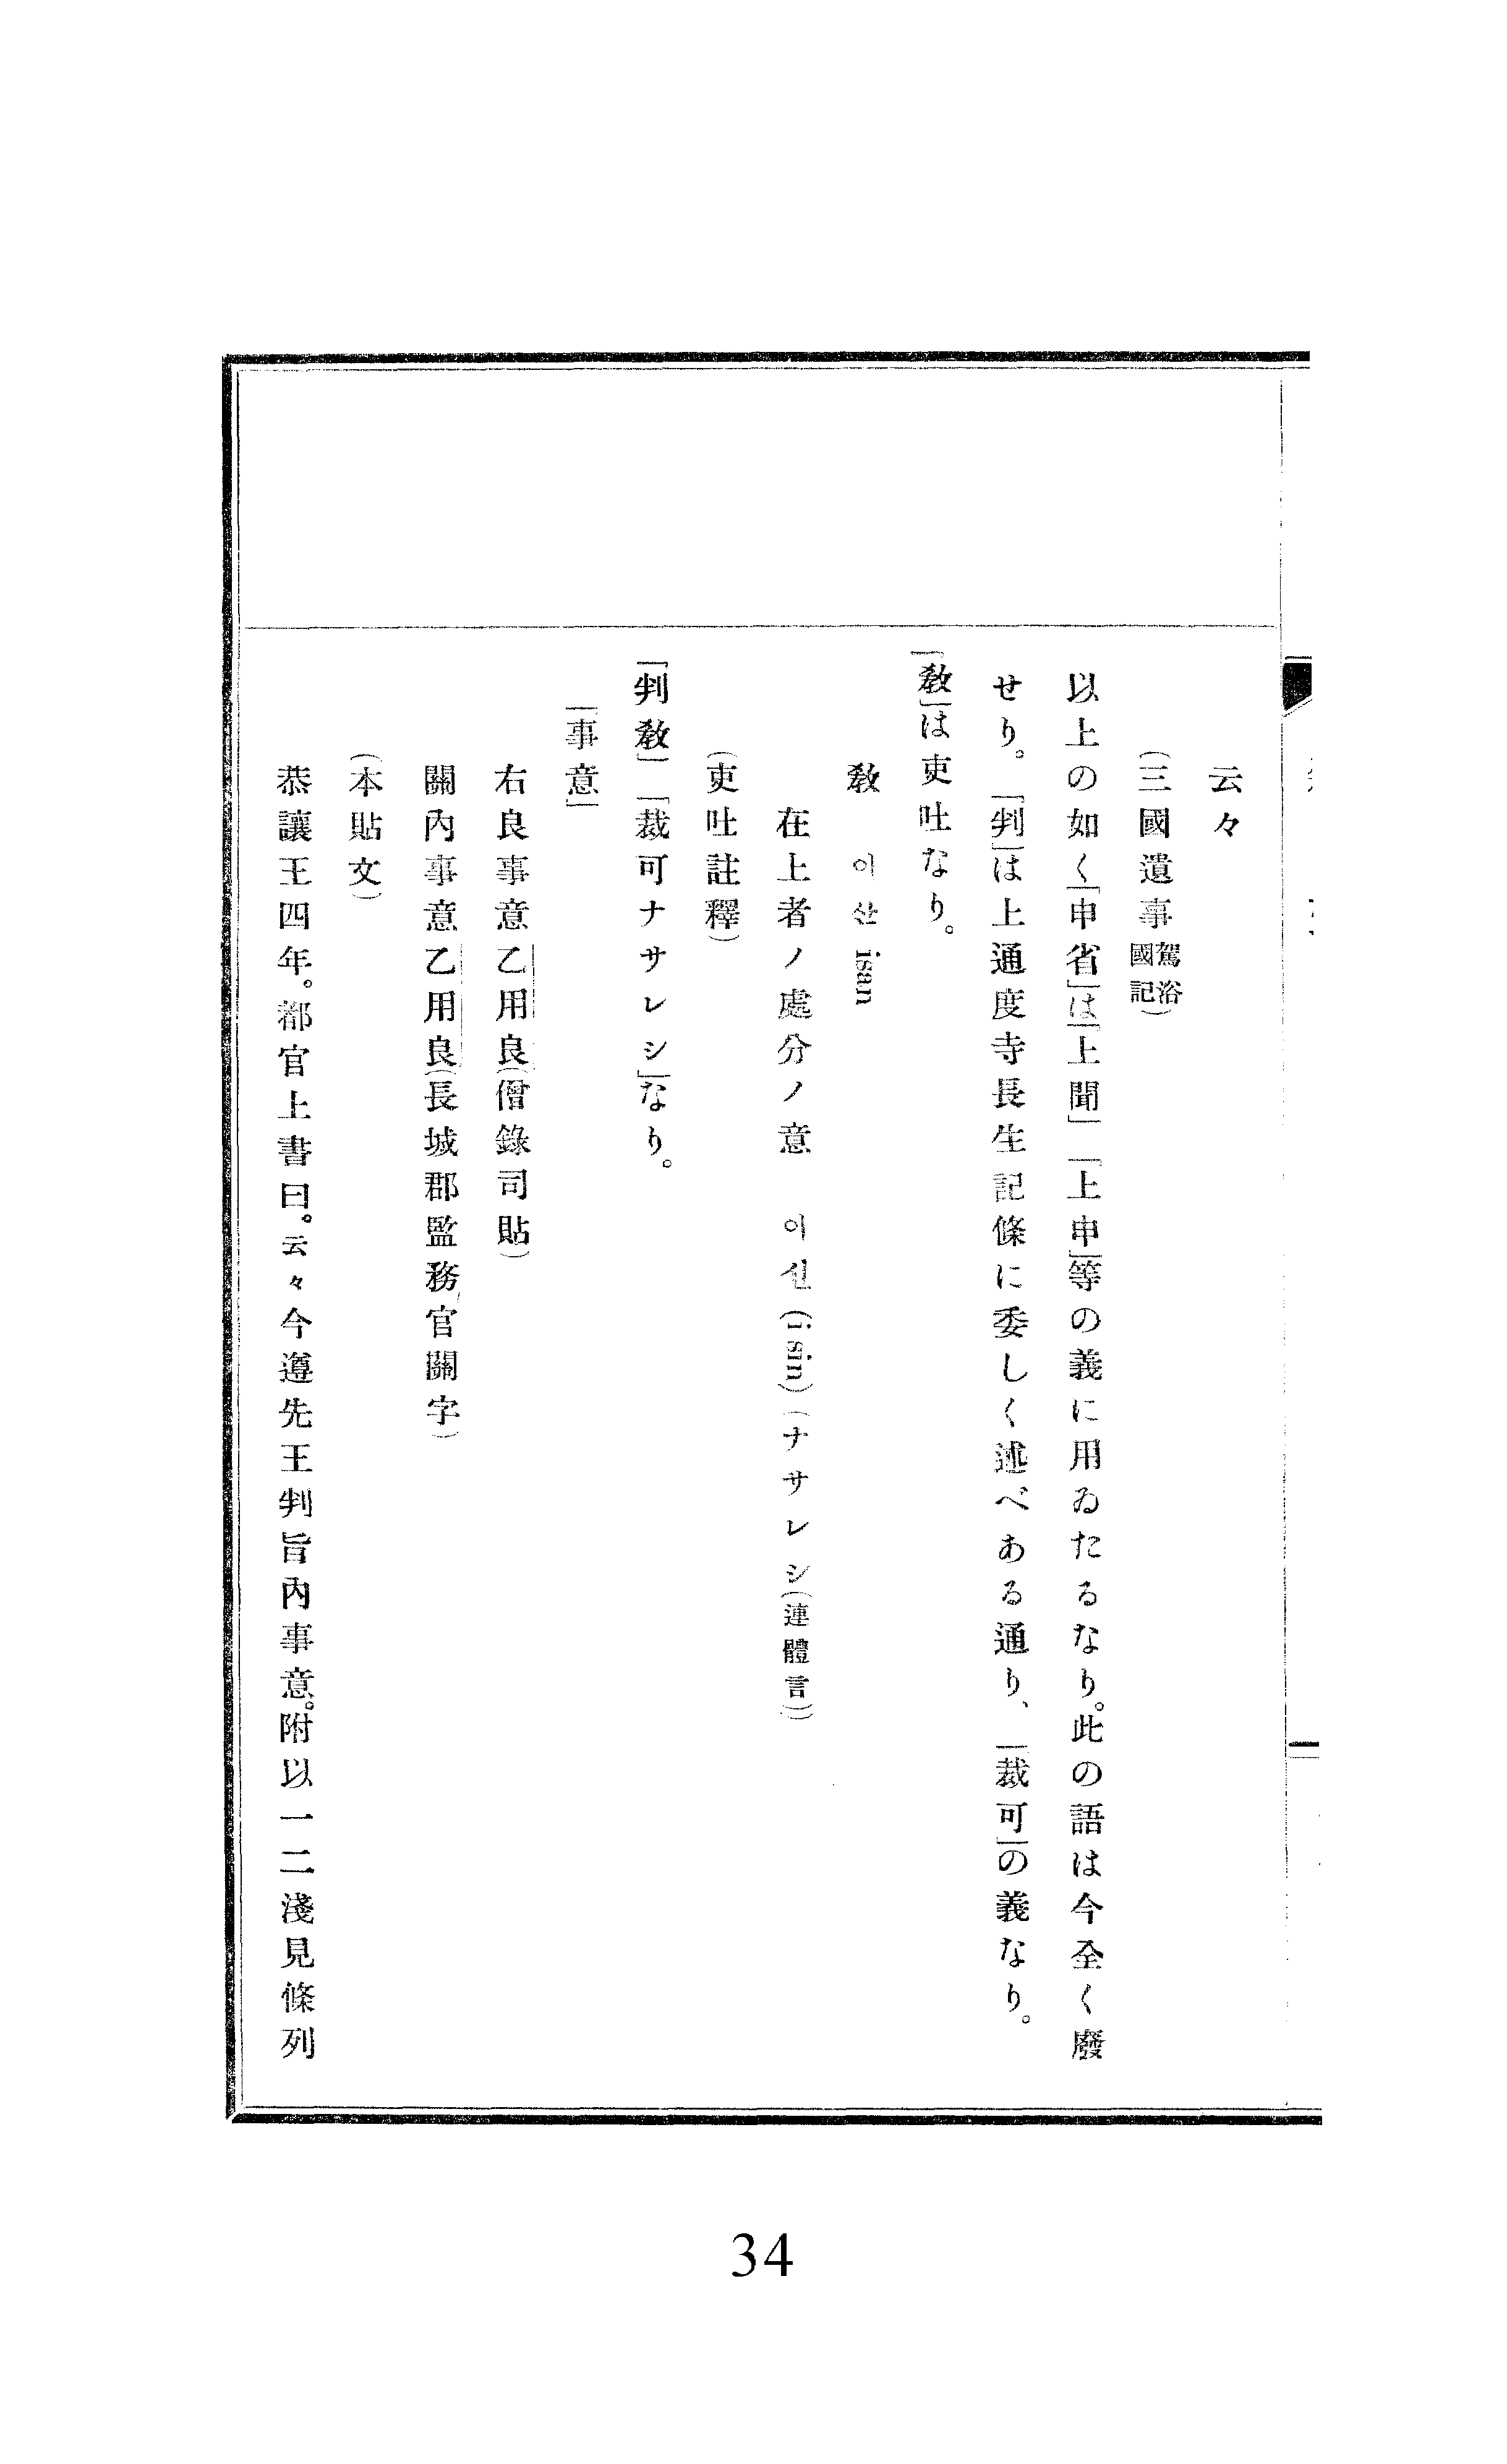 云々
(三國遺事 駕洛國記)
以上の如く「申省」は「上聞」「上申」等の義に用ゐたるなり。此の語は今全く廢
せり。「判」は上通度寺長生記條に委しく述べある通り、「裁可」の義なり。
「敎」は吏吐なり。
敎 이산 isan
在上者ノ處分ノ意 이신(i sin)(ナサレシ(連體言))
(吏吐註釋)
「判敎」「裁可ナサレシ」なり。
「事意」
右良事意乙用良(僧錄司貼)
關內事意乙用良(長城郡監務官關字)
(本貼文)
恭讓王四年。都官上書曰。云々今遵先王判旨內事意。附以一二淺見條列
34